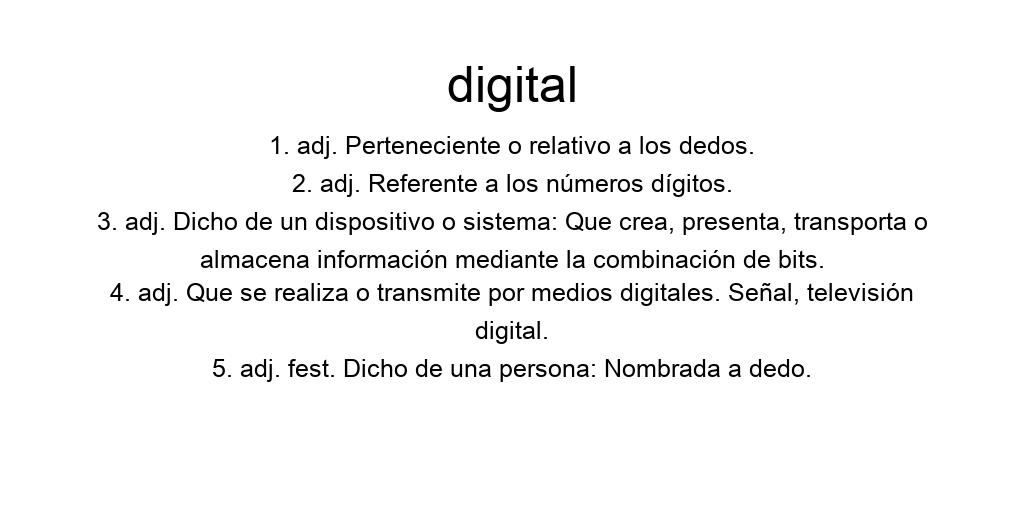 digital
1. adj. Perteneciente o relativo a los dedos.
2. adj. Referente a los números dígitos.
3. adj. Dicho de un dispositivo o sistema: Que crea, presenta, transporta o
almacena información mediante la combinación de bits.
4. adj. Que se realiza o transmite por medios digitales. Señal, televisión
digital.
5. adj. fest. Dicho de una persona: Nombrada a dedo.